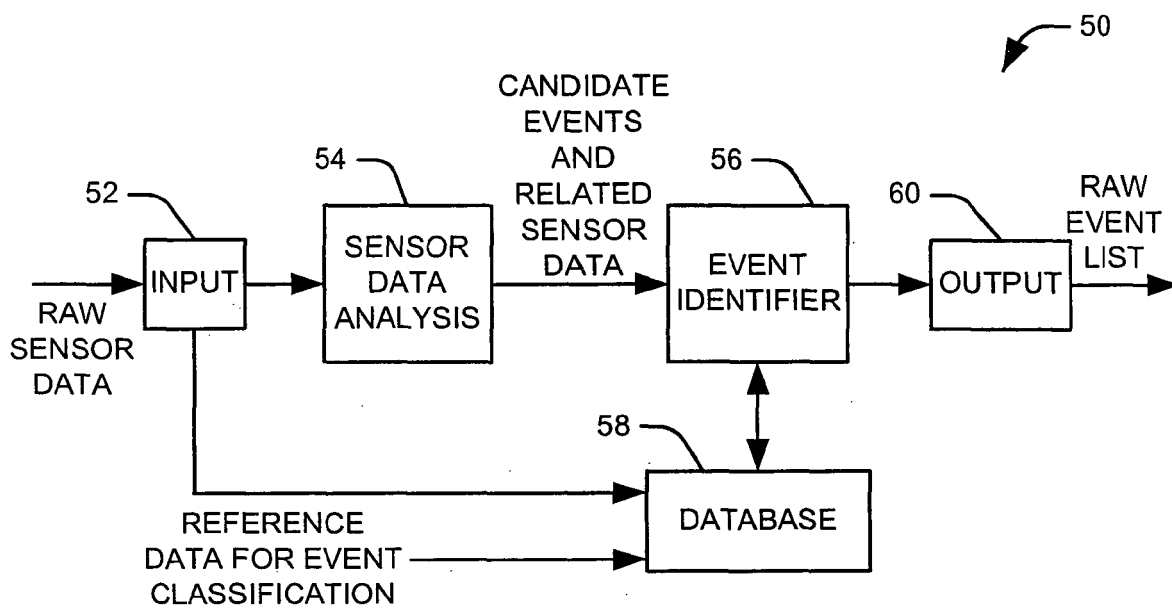 50
CANDIDATE
EVENTS
AND
RELATED
SENSOR
DATA
54
56
52
60
RAW
EVENT
LIST
INPUT
SENSOR
DATA
ANALYSIS
EVENT
IDENTIFIER
OUTPUT
RAW
SENSOR
DATA
58
DATABASE
REFERENCE
DATA FOR EVENT
CLASSIFICATION